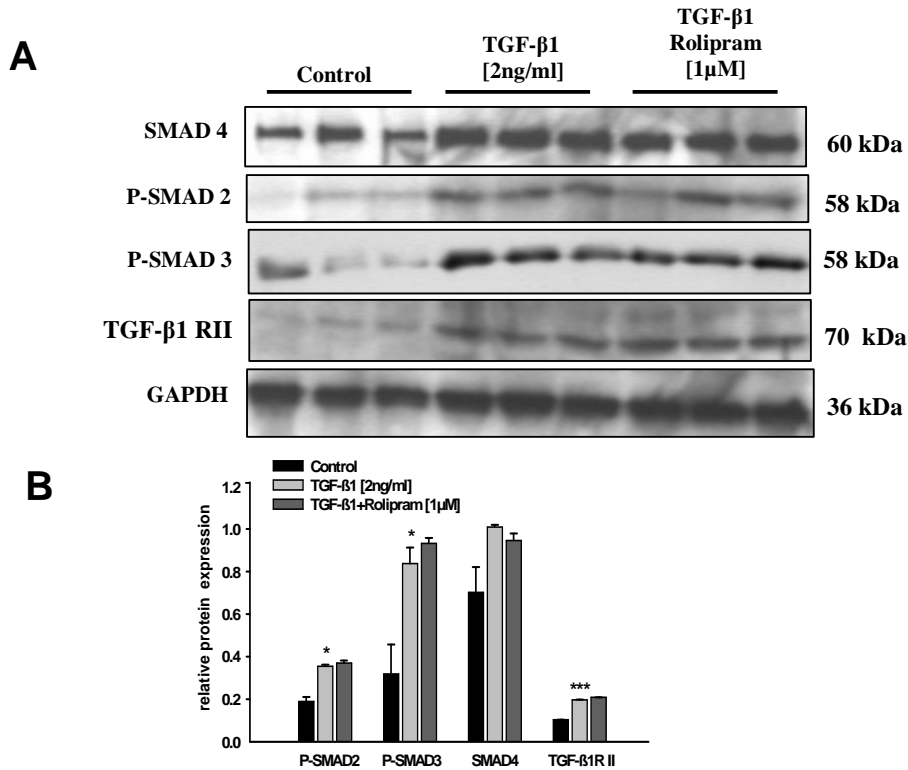 A
Control
TGF-β1
[2ng/ml]
TGF-β1
Rolipram
[1µM]
SMAD 4
60 kDa
P-SMAD 2
58 kDa
P-SMAD 3
58 kDa
TGF-β1 RII
70 kDa
GAPDH
36 kDa
B
Control
TGF-ß1 [2ng/ml]
TGF-ß1+Rolipram [1µM]
relative protein expression
1.2
1.0
0.8
0.6
0.4
0.2
0.0
*
*
***
P-SMAD2
P-SMAD3
SMAD4
TGF-ß1R II